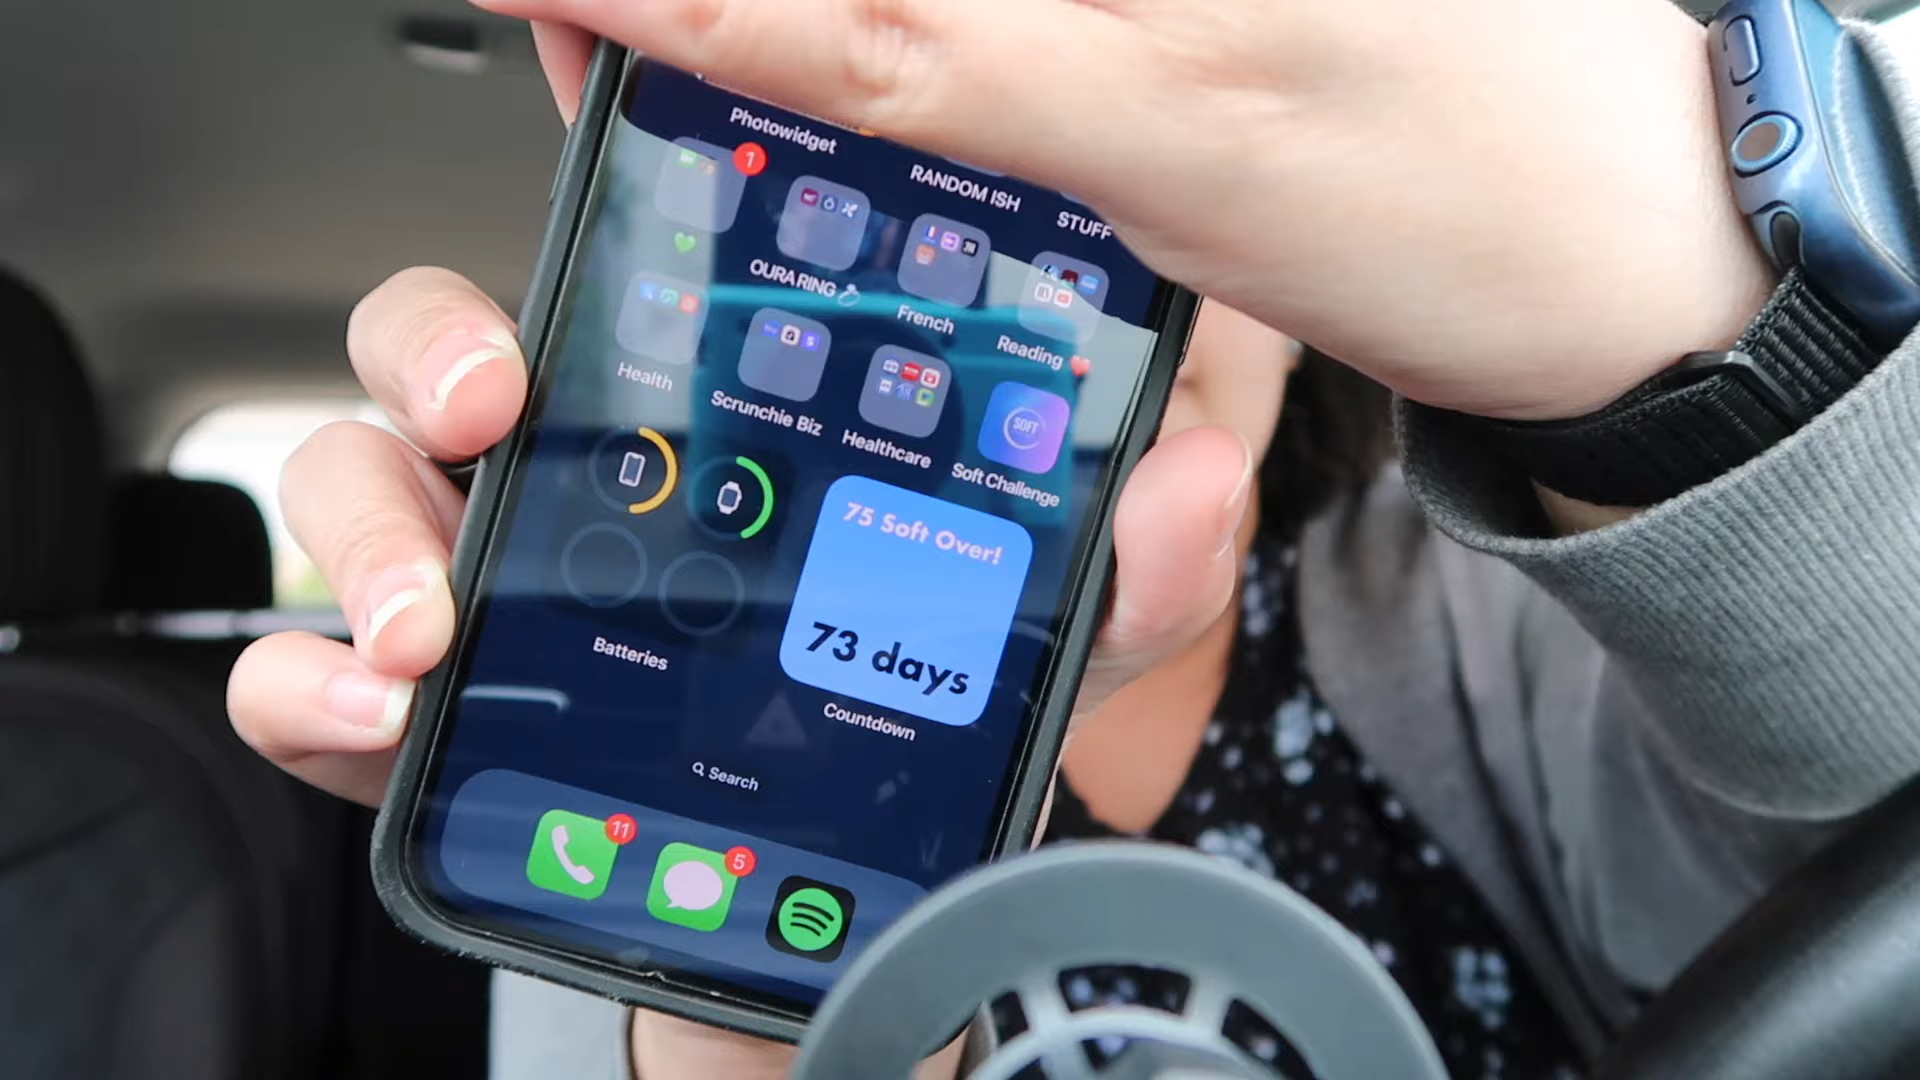 Photowidget
RANDOM ISH
STUFF
1
OURA RING
French
Reading
Health
Scrunchie Biz
Healthcare
SOFT
Soft Challenge
75 Soft Over!
73 days
Batteries
Countdown
Search
11
5